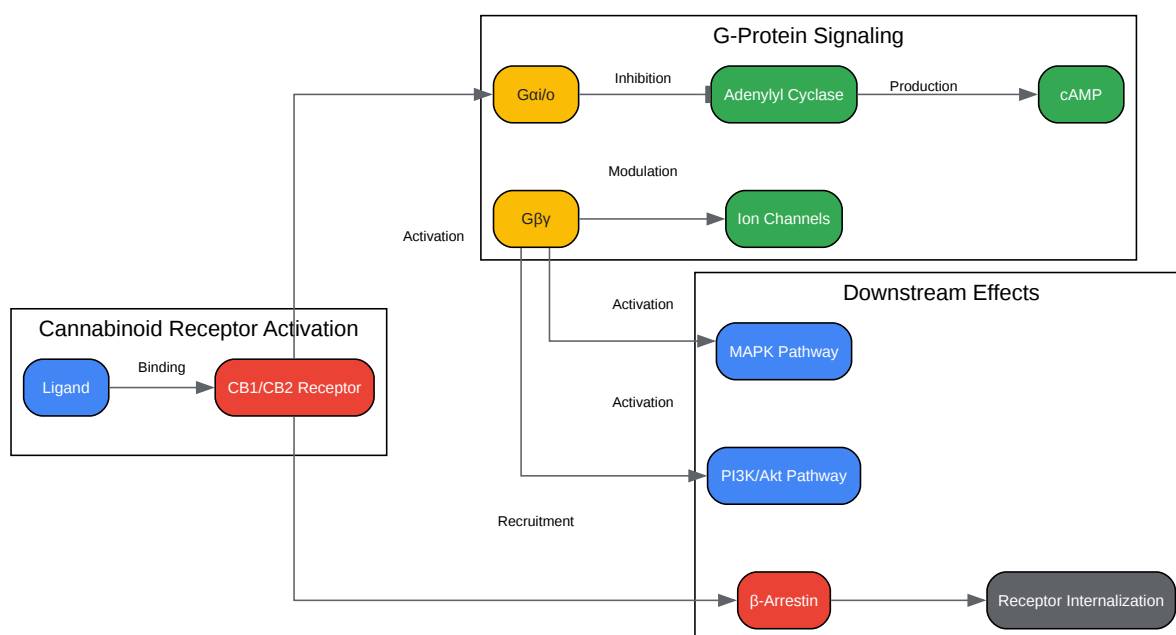 G-Protein Signaling
Gαi/o
Inhibition
Adenylyl Cyclase
Production
cAMP
Modulation
Gβγ
Ion Channels
Activation
Downstream Effects
Activation
MAPK Pathway
Cannabinoid Receptor Activation
Ligand
Binding
CB1/CB2 Receptor
Activation
PI3K/Akt Pathway
Recruitment
β-Arrestin
Receptor Internalization